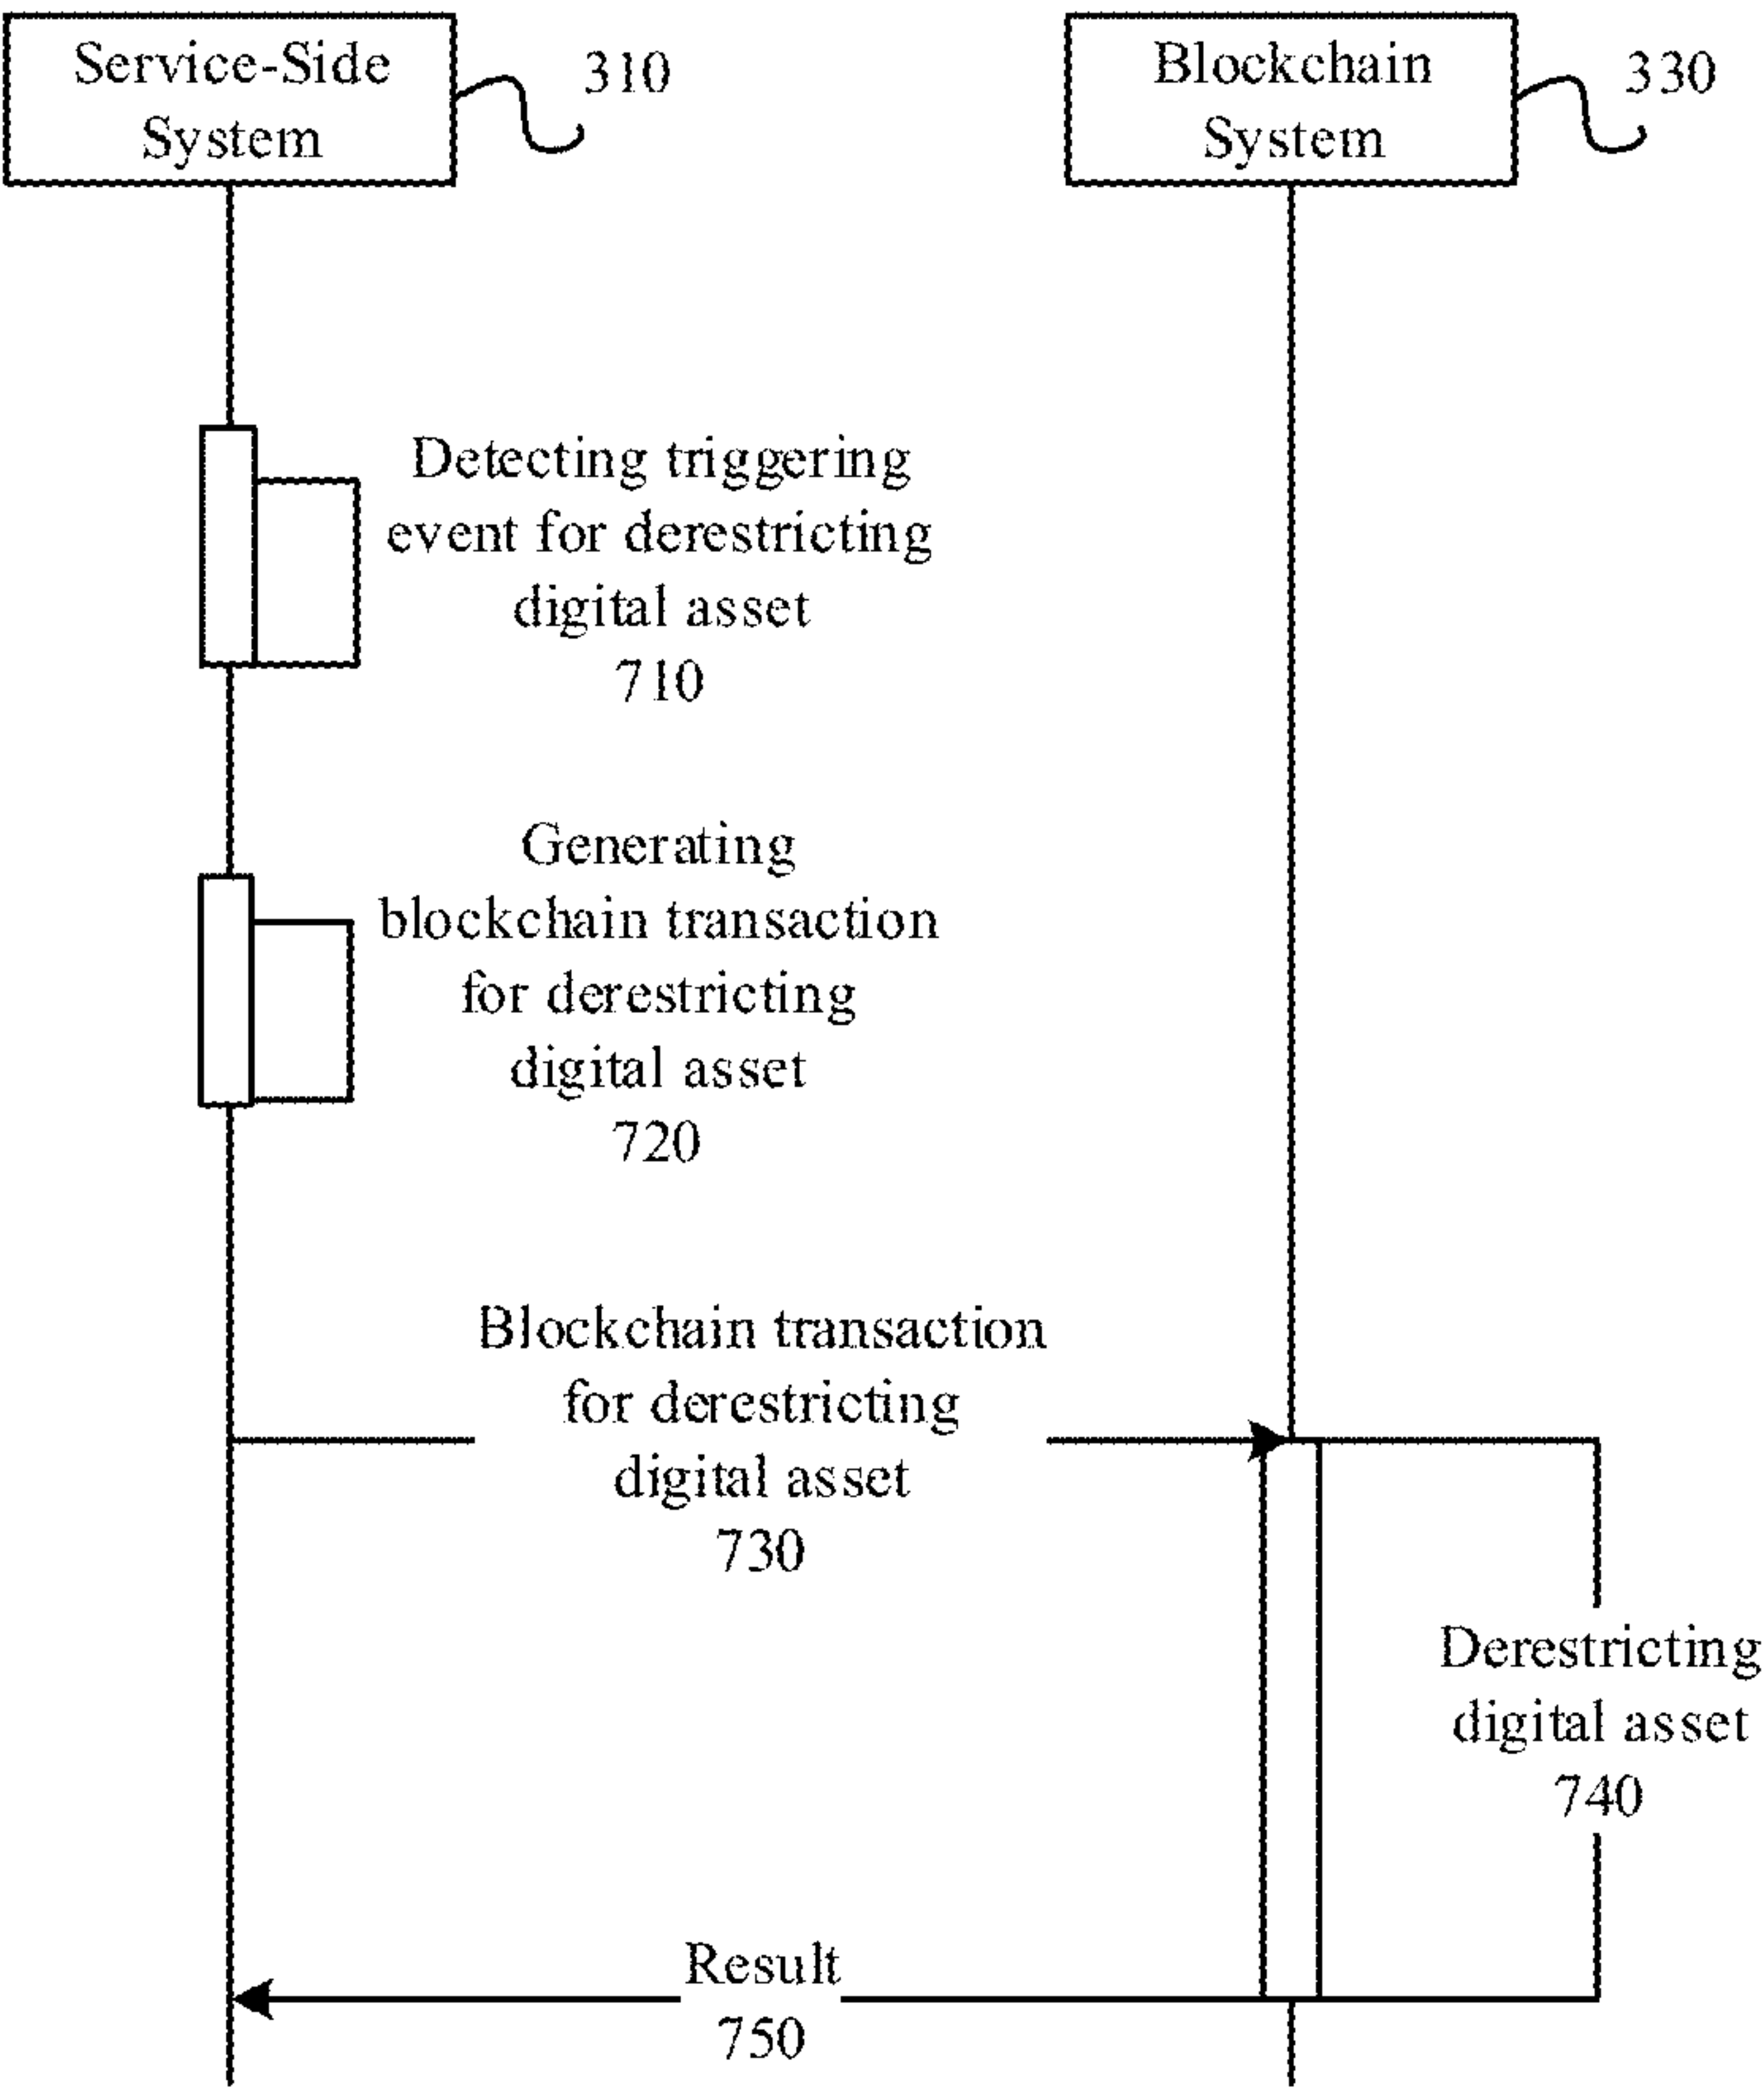 Service-Side
System
310
Blockchain
System
330
Detecting triggering
event for derestricting
digital asset
710
Generating
blockchain transaction
for derestricting
digital asset
720
Blockchain transaction
for derestricting
digital asset
730
Derestricting
digital asset
740
Result
750